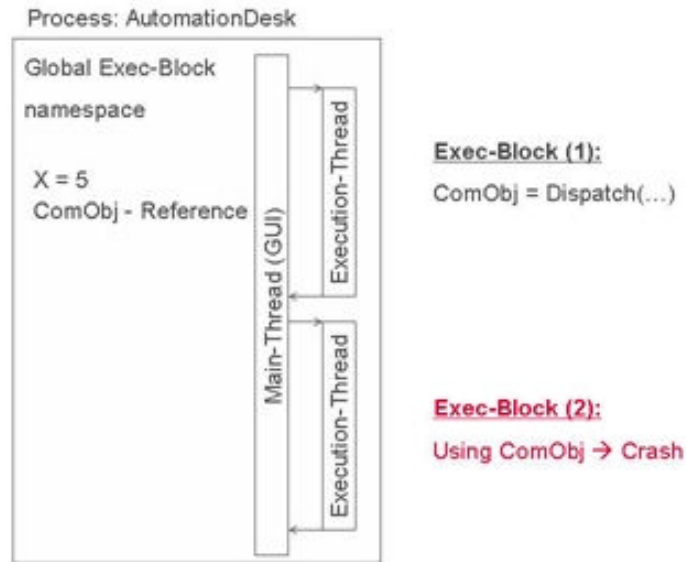 Process: AutomationDesk
Global Exec-Block
namespace
X = 5
ComObj - Reference
Main-Thread (GUI)
Execution-Thread
Execution-Thread
Exec-Block (1):
ComObj = Dispatch(...)
Exec-Block (2):
Using ComObj → Crash